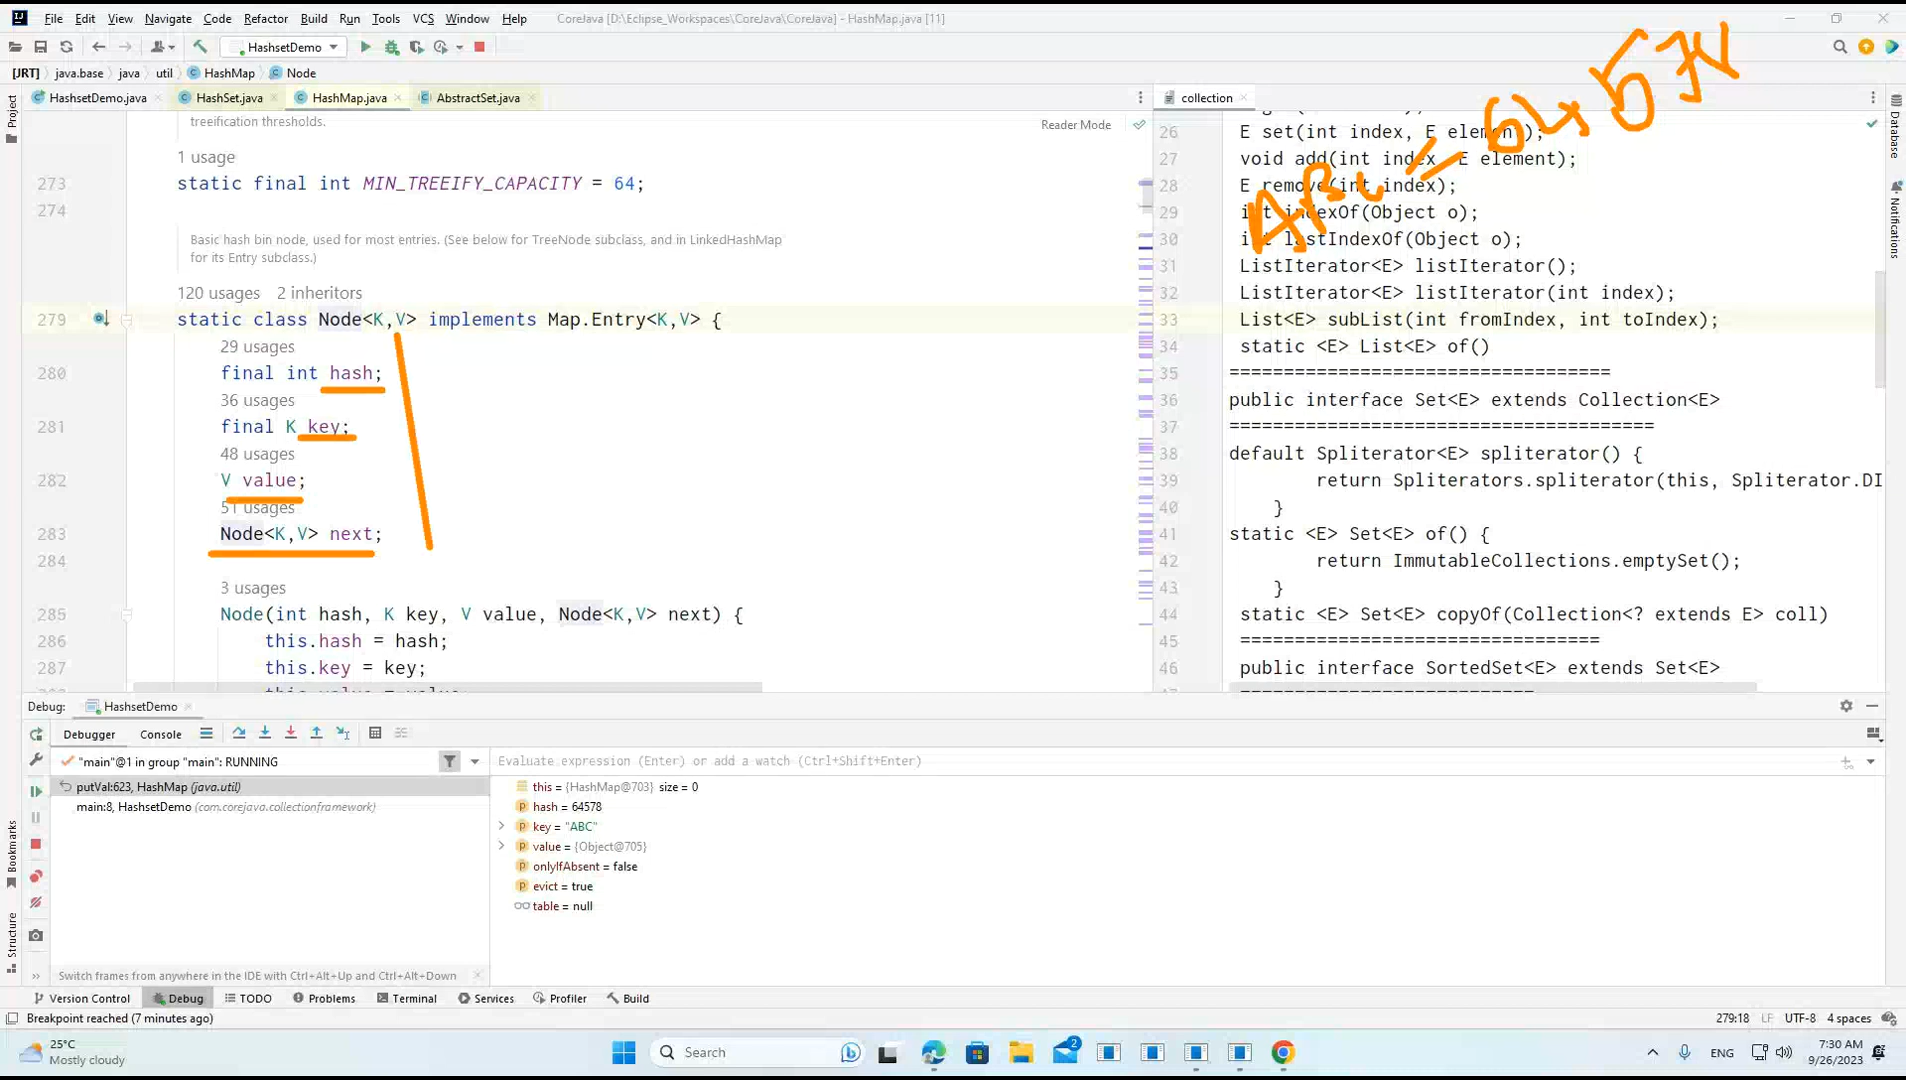 File Edit View Navigate Code Refactor Build Run Tools VCS Window Help CoreJava [D:\Eclipse_Workspaces\CoreJava\CoreJava] - HashMap.java [11]
HashsetDemo
[JRT] java.base java util HashMap Node
HashsetDemo.java HashSet.java HashMap.java AbstractSet.java collection
Project
Database
Notifications
treeification thresholds.
Reader Mode
1 usage
273 static final int MIN_TREEIFY_CAPACITY = 64;
274
Basic hash bin node, used for most entries. (See below for TreeNode subclass, and in LinkedHashMap
for its Entry subclass.)
120 usages 2 inheritors
279 static class Node<K,V> implements Map.Entry<K,V> {
29 usages
280 final int hash;
36 usages
281 final K key;
48 usages
282 V value;
51 usages
283 Node<K,V> next;
284
3 usages
285 Node(int hash, K key, V value, Node<K,V> next) {
286 this.hash = hash;
287 this.key = key;
26 E set(int index, E element);
27 void add(int index, E element);
28 E remove(int index);
29 int indexOf(Object o);
30 int lastIndexOf(Object o);
31 ListIterator<E> listIterator();
32 ListIterator<E> listIterator(int index);
33 List<E> subList(int fromIndex, int toIndex);
34 static <E> List<E> of()
35 ==================================
36 public interface Set<E> extends Collection<E>
37 =======================================
38 default Spliterator<E> spliterator() {
39 return Spliterators.spliterator(this, Spliterator.DI
40 }
41 static <E> Set<E> of() {
42 return ImmutableCollections.emptySet();
43 }
44 static <E> Set<E> copyOf(Collection<? extends E> coll)
45 =================================
46 public interface SortedSet<E> extends Set<E>
Debug: HashsetDemo
Debugger Console
"main"@1 in group "main": RUNNING
putVal:623, HashMap (java.util)
main:8, HashsetDemo (com.corejava.collectionframework)
Evaluate expression (Enter) or add a watch (Ctrl+Shift+Enter)
this = {HashMap@703} size = 0
hash = 64578
key = "ABC"
value = {Object@705}
onlyIfAbsent = false
evict = true
table = null
Bookmarks
Structure
Switch frames from anywhere in the IDE with Ctrl+Alt+Up and Ctrl+Alt+Down
Version Control Debug TODO Problems Terminal Services Profiler Build
Breakpoint reached (7 minutes ago) 279:18 LF UTF-8 4 spaces
25°C
Mostly cloudy
Search
2
ENG
7:30 AM
9/26/2023